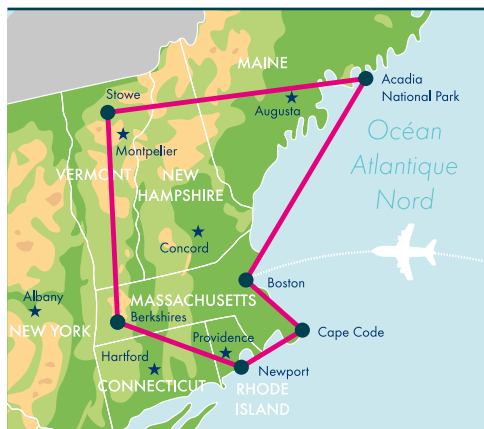 MAINE
Stowe
Acadia
National Park
Augusta
Montpelier
Océan
Atlantique
Nord
VERMONT
NEW
HAMPSHIRE
Concord
Boston
Albany
MASSACHUSETTS
Berkshires
NEW YORK
Cape Code
Providence
Hartford
Newport
CONNECTICUT
RHODE
ISLAND